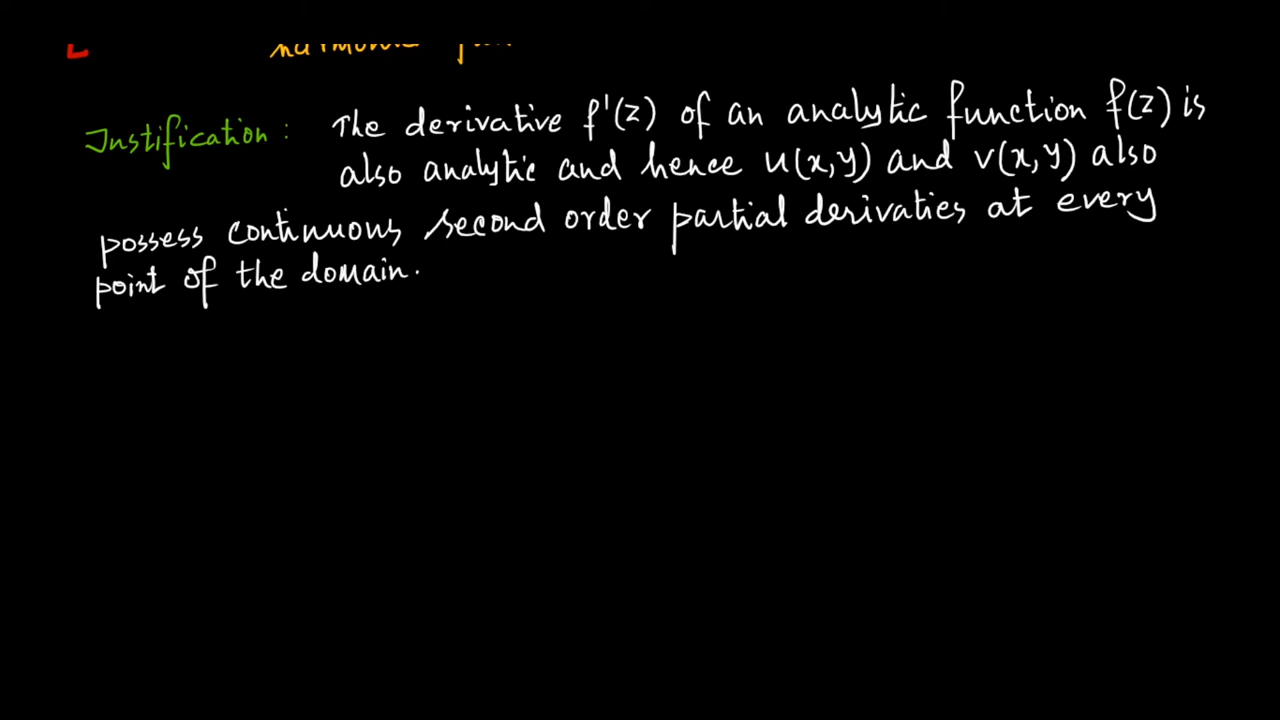 Justification: The derivative f'(z) of an analytic function f(z) is
also analytic and hence u(x,y) and v(x,y) also
possess continuous second order partial derivaties at every
point of the domain.